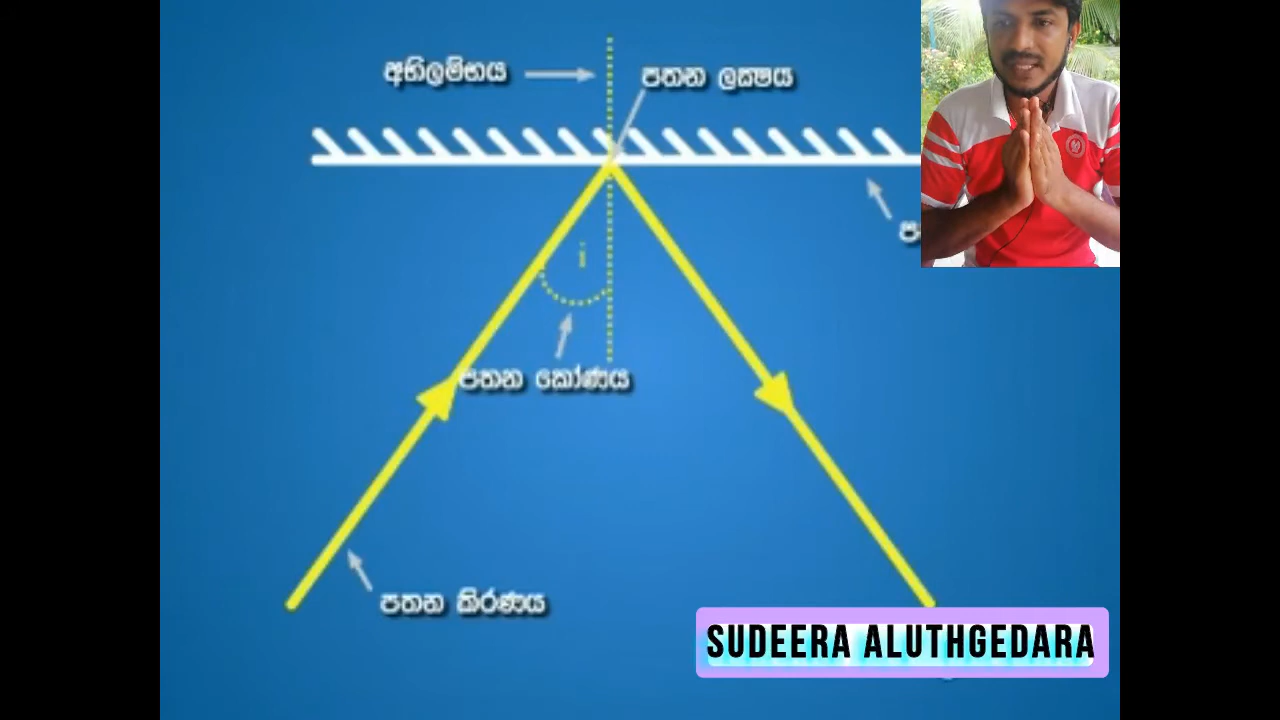 අභිලම්භය
පතන ලක්‍ෂය
i
පතන කෝණය
පතන කිරණය
SUDEERA ALUTHGEDARA